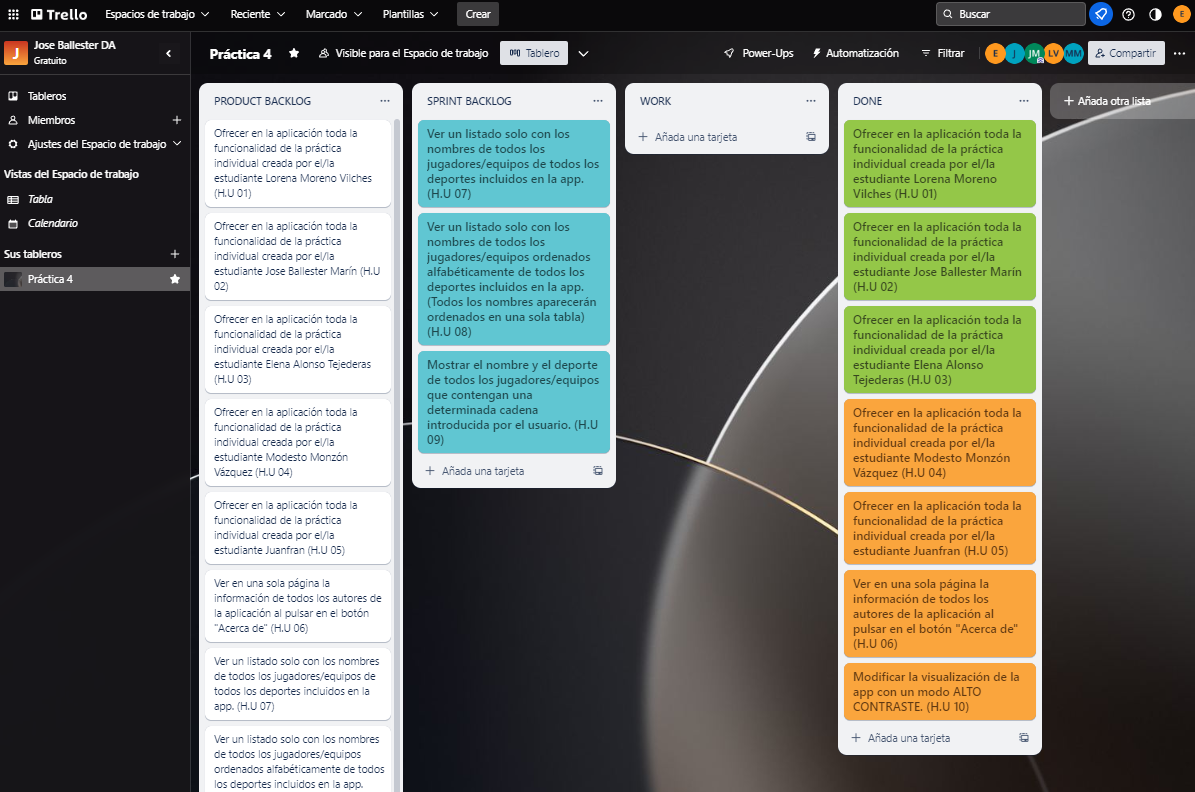 Trello
Espacios de trabajo
Reciente
Marcado
Plantillas
Crear
Buscar
E
J
Jose Ballester DA
Gratuito
Práctica 4
Visible para el Espacio de trabajo
Tablero
Power-Ups
Automatización
Filtrar
E
J
JM
LV
MM
Compartir
Tableros
Miembros
Ajustes del Espacio de trabajo
Vistas del Espacio de trabajo
Tabla
Calendario
Sus tableros
Práctica 4
PRODUCT BACKLOG
Ofrecer en la aplicación toda la
funcionalidad de la práctica
individual creada por el/la
estudiante Lorena Moreno Vilches
(H.U 01)
Ofrecer en la aplicación toda la
funcionalidad de la práctica
individual creada por el/la
estudiante Jose Ballester Marín (H.U
02)
Ofrecer en la aplicación toda la
funcionalidad de la práctica
individual creada por el/la
estudiante Elena Alonso Tejederas
(H.U 03)
Ofrecer en la aplicación toda la
funcionalidad de la práctica
individual creada por el/la
estudiante Modesto Monzón
Vázquez (H.U 04)
Ofrecer en la aplicación toda la
funcionalidad de la práctica
individual creada por el/la
estudiante Juanfran (H.U 05)
Ver en una sola página la
información de todos los autores de
la aplicación al pulsar en el botón
"Acerca de" (H.U 06)
Ver un listado solo con los nombres
de todos los jugadores/equipos de
todos los deportes incluidos en la
app. (H.U 07)
Ver un listado solo con los nombres
de todos los jugadores/equipos
ordenados alfabéticamente de todos
los deportes incluidos en la app.
SPRINT BACKLOG
Ver un listado solo con los
nombres de todos los
jugadores/equipos de todos los
deportes incluidos en la app.
(H.U 07)
Ver un listado solo con los
nombres de todos los
jugadores/equipos ordenados
alfabéticamente de todos los
deportes incluidos en la app.
(Todos los nombres aparecerán
ordenados en una sola tabla)
(H.U 08)
Mostrar el nombre y el deporte
de todos los jugadores/equipos
que contengan una
determinada cadena
introducida por el usuario. (H.U
09)
Añada una tarjeta
WORK
Añada una tarjeta
DONE
Ofrecer en la aplicación toda la
funcionalidad de la práctica
individual creada por el/la
estudiante Lorena Moreno
Vilches (H.U 01)
Ofrecer en la aplicación toda la
funcionalidad de la práctica
individual creada por el/la
estudiante Jose Ballester Marín
(H.U 02)
Ofrecer en la aplicación toda la
funcionalidad de la práctica
individual creada por el/la
estudiante Elena Alonso
Tejederas (H.U 03)
Ofrecer en la aplicación toda la
funcionalidad de la práctica
individual creada por el/la
estudiante Modesto Monzón
Vázquez (H.U 04)
Ofrecer en la aplicación toda la
funcionalidad de la práctica
individual creada por el/la
estudiante Juanfran (H.U 05)
Ver en una sola página la
información de todos los
autores de la aplicación al
pulsar en el botón "Acerca de"
(H.U 06)
Modificar la visualización de la
app con un modo ALTO
CONTRASTE. (H.U 10)
Añada una tarjeta
Añada otra lista